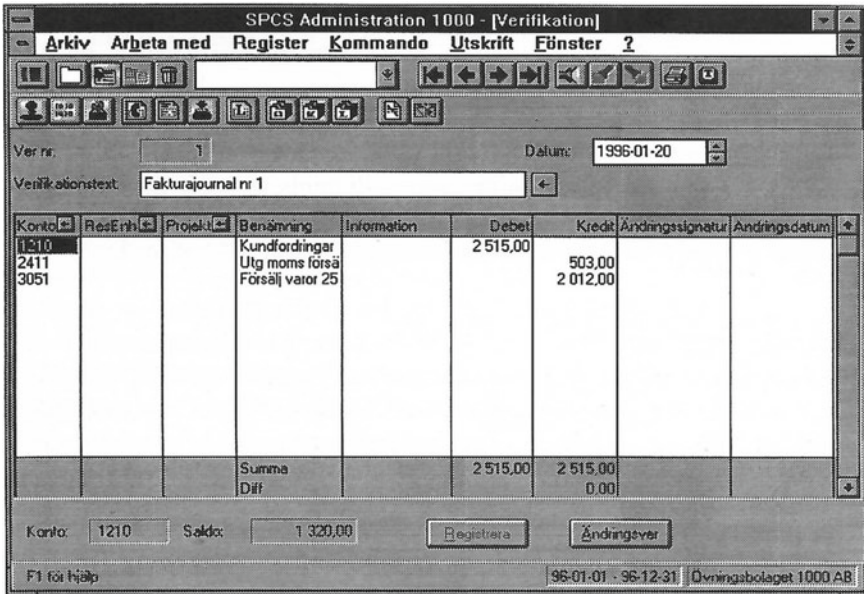 SPCS Administration 1000 - [Verifikation]
Arkiv Arbeta med Register Kommando Utskrift Fönster ?
Ver nr: 1 Datum: 1996-01-20
Verifikationstext: Fakturajournal nr 1
Konto ResEnh Projekt Benämning Information Debet Kredit Ändringssignatur Ändringsdatum
1210 Kundfordringar 2 515,00
2411 Utg moms förså 503,00
3051 Försälj varor 25 2 012,00
Summa 2 515,00 2 515,00
Diff 0,00
Konto: 1210 Saldo: 1 320,00 Registrera Ändringsver
F1 för hjälp 96-01-01 - 96-12-31 Övningsbolaget 1000 AB